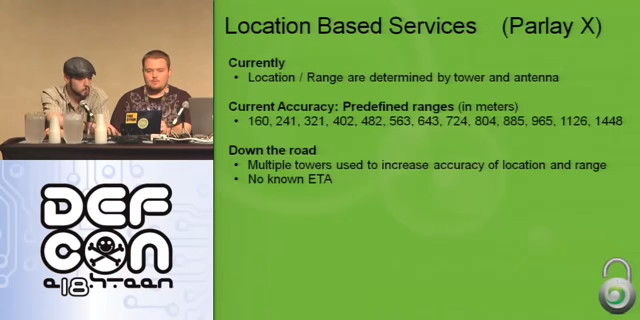 Location Based Services (Parlay X)
Currently
• Location / Range are determined by tower and antenna
Current Accuracy: Predefined ranges (in meters)
• 160, 241, 321, 402, 482, 563, 643, 724, 804, 885, 965, 1126, 1448
Down the road
• Multiple towers used to increase accuracy of location and range
• No known ETA
DEF
CON
e18hteen